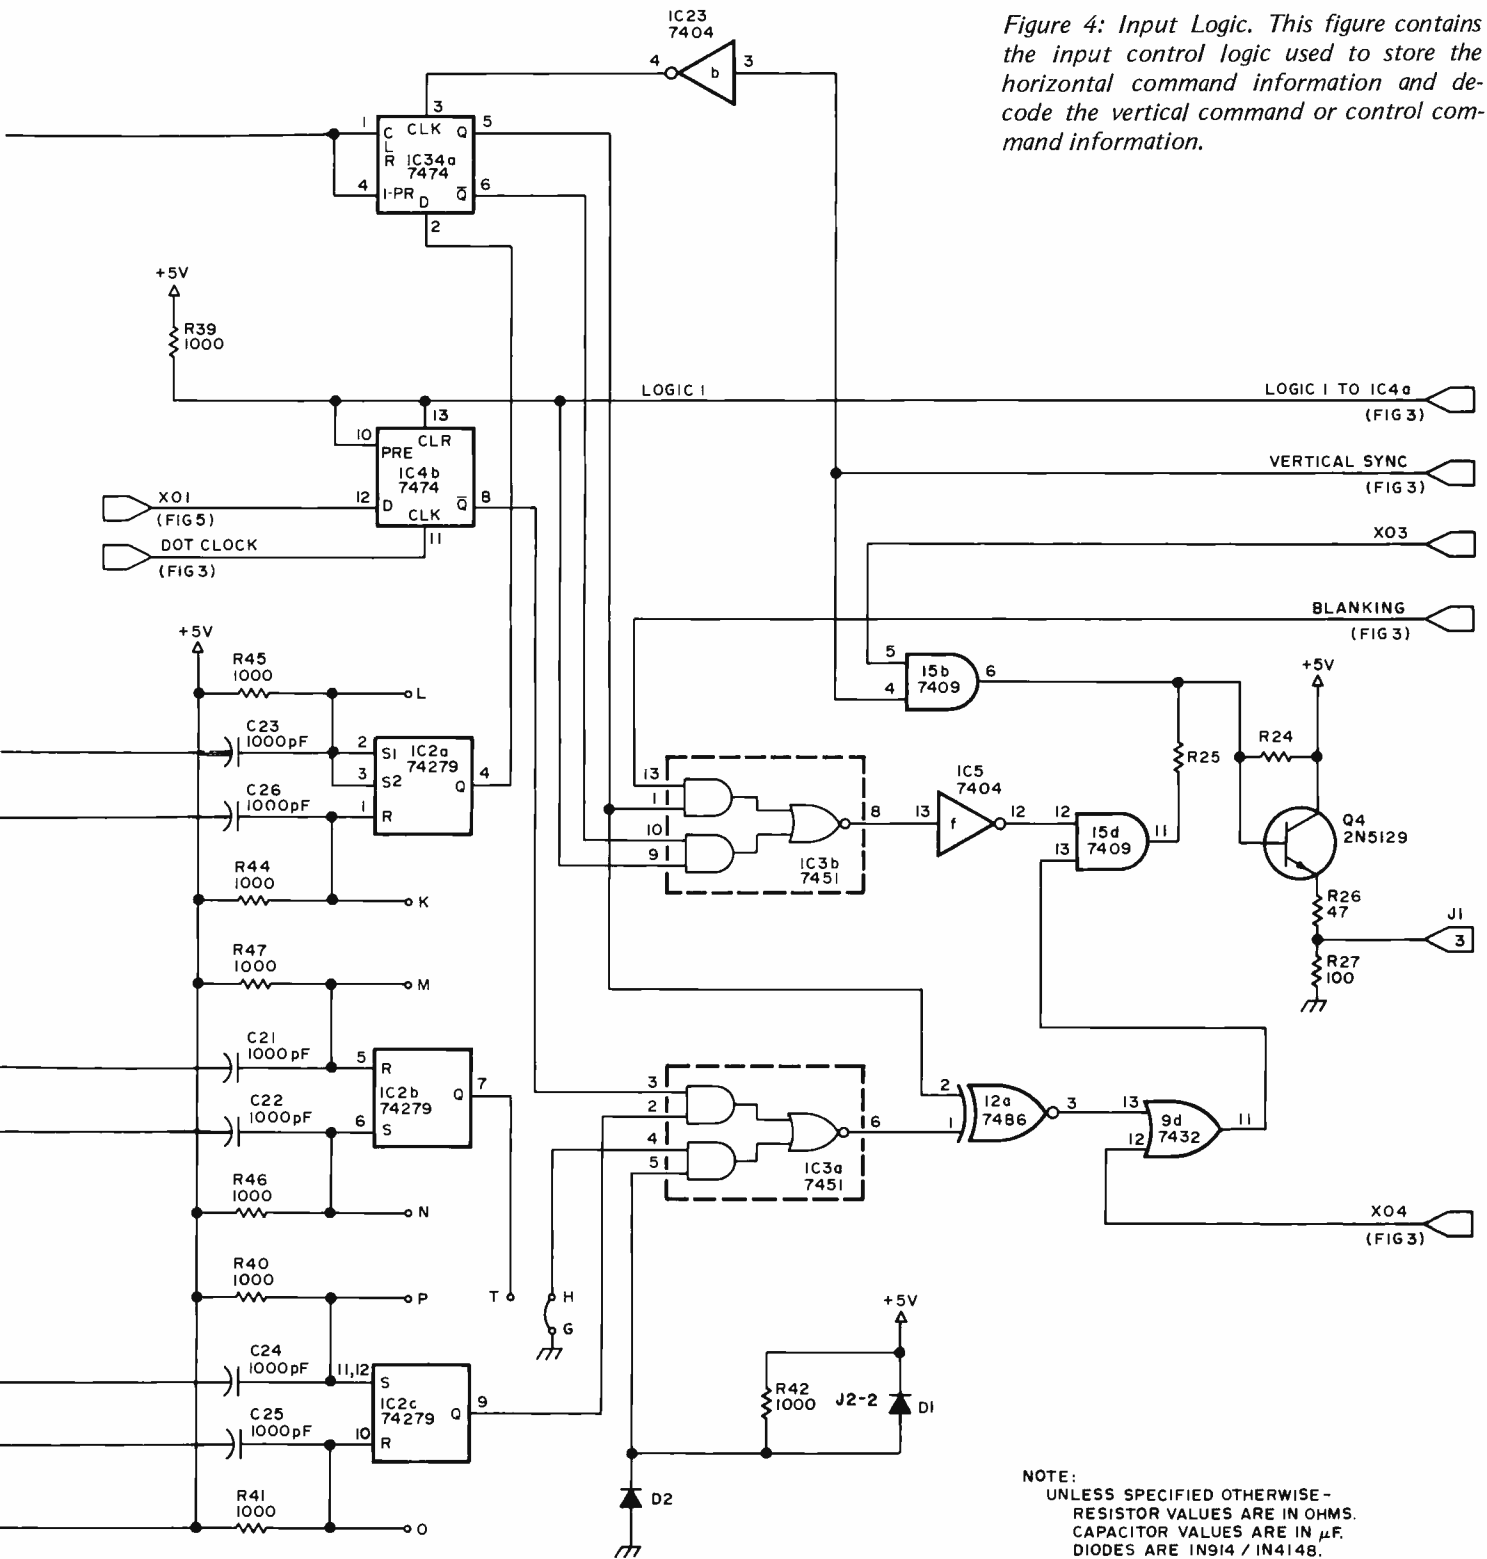 Figure 4: Input Logic. This figure contains
the input control logic used to store the
horizontal command information and de-
code the vertical command or control com-
mand information.
IC23
7404
4
b
3
3
1
C
CLK
Q
5
L
R
IC34a
7474
4
1-PR
D
Q
6
2
+5V
R39
1000
LOGIC 1
LOGIC 1 TO IC4a
(FIG 3)
13
10
CLR
PRE
IC4b
7474
12
D
Q
8
CLK
11
XO1
(FIG 5)
DOT CLOCK
(FIG 3)
VERTICAL SYNC
(FIG 3)
XO3
BLANKING
(FIG 3)
5
15b
7409
6
4
+5V
R24
R25
Q4
2N5129
R26
47
J1
3
R27
100
+5V
R45
1000
L
C23
1000pF
2
S1
IC2a
74279
3
S2
Q
4
C26
1000pF
1
R
R44
1000
K
13
1
10
9
IC3b
7451
8
IC5
7404
13
f
12
12
15d
7409
11
13
R47
1000
M
C21
1000pF
5
R
IC2b
74279
Q
7
C22
1000pF
6
S
R46
1000
N
3
2
4
5
IC3a
7451
6
2
12a
7486
3
1
13
9d
7432
11
12
XO4
(FIG 3)
R40
1000
P
T
H
G
C24
1000pF
11,12
S
IC2c
74279
Q
9
C25
1000pF
10
R
R41
1000
O
+5V
R42
1000
J2-2
D1
D2
NOTE:
UNLESS SPECIFIED OTHERWISE-
RESISTOR VALUES ARE IN OHMS.
CAPACITOR VALUES ARE IN µF.
DIODES ARE 1N914 / 1N4148.